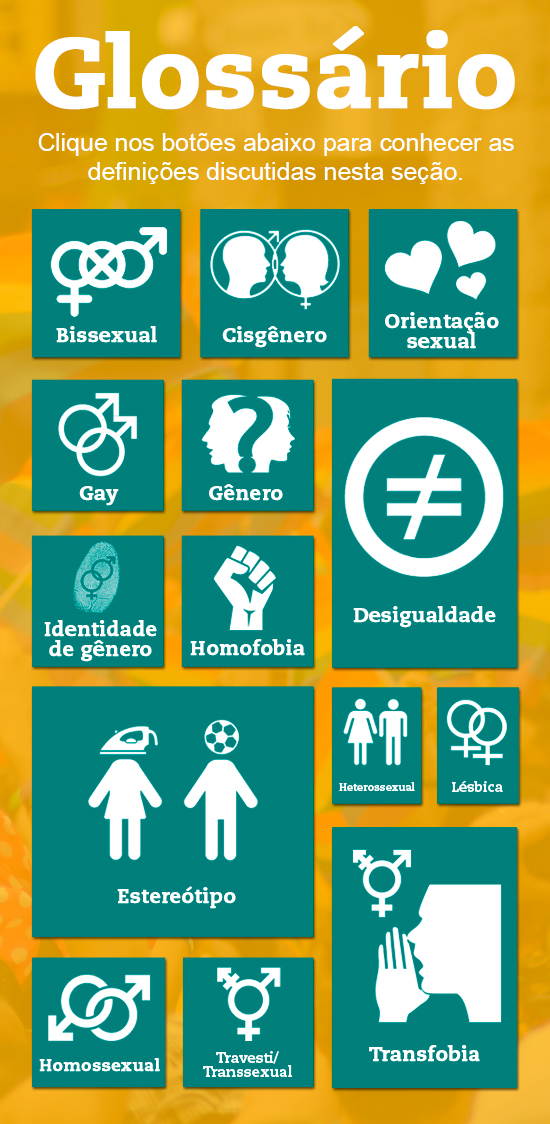 Glossário
Clique nos botões abaixo para conhecer as
definições discutidas nesta seção.
Bissexual
Cisgênero
Orientação
sexual
Gay
Gênero
Desigualdade
Identidade
de gênero
Homofobia
Estereótipo
Heterossexual
Lésbica
Transfobia
Homossexual
Travesti/
Transsexual